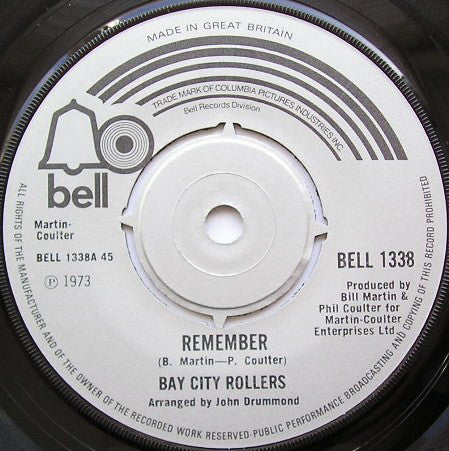 MADE IN GREAT BRITAIN
TRADE MARK OF COLUMBIA PICTURES INDUSTRIES, INC.
Bell Records Division
bell
Martin-
Coulter
BELL 1338A 45
Ⓟ 1973
BELL 1338
Produced by
Bill Martin &
Phil Coulter for
Martin-Coulter
Enterprises Ltd.
REMEMBER
(B. Martin—P. Coulter)
BAY CITY ROLLERS
Arranged by John Drummond
ALL RIGHTS OF THE MANUFACTURER AND OF THE OWNER OF THE RECORDED WORK RESERVED·PUBLIC PERFORMANCE BROADCASTING AND COPYING OF THIS RECORD PROHIBITED